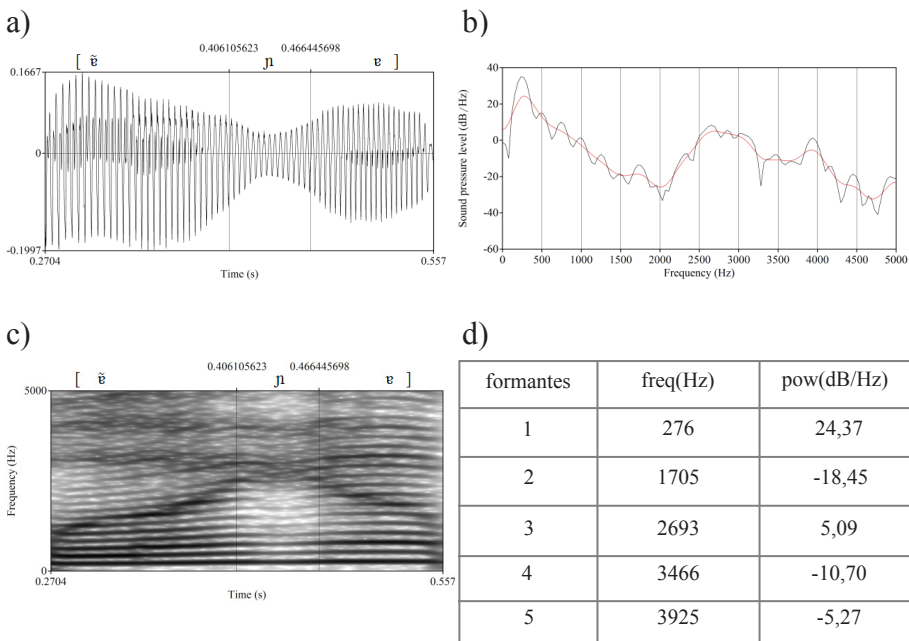 a)
0.406105623 0.466445698
[ ɐ̃ ɲ ɐ ]
0.1667
0
-0.1997
0.2704 0.557
Time (s)
b)
Sound pressure level (dB/Hz)
40
20
0
-20
-40
-60
0 500 1000 1500 2000 2500 3000 3500 4000 4500 5000
Frequency (Hz)
c)
0.406105623 0.466445698
[ ɐ̃ ɲ ɐ ]
5000
Frequency (Hz)
0
0.2704 0.557
Time (s)
d)
formantes freq(Hz) pow(dB/Hz)
1 276 24,37
2 1705 -18,45
3 2693 5,09
4 3466 -10,70
5 3925 -5,27